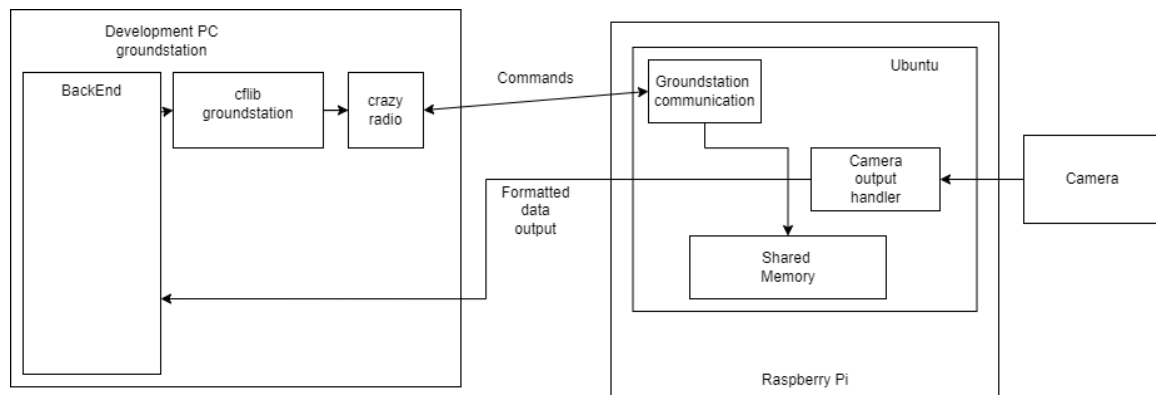 Development PC
groundstation
BackEnd
cflib
groundstation
crazy
radio
Commands
Formatted
data
output
Ubuntu
Groundstation
communication
Camera
output
handler
Shared
Memory
Raspberry Pi
Camera